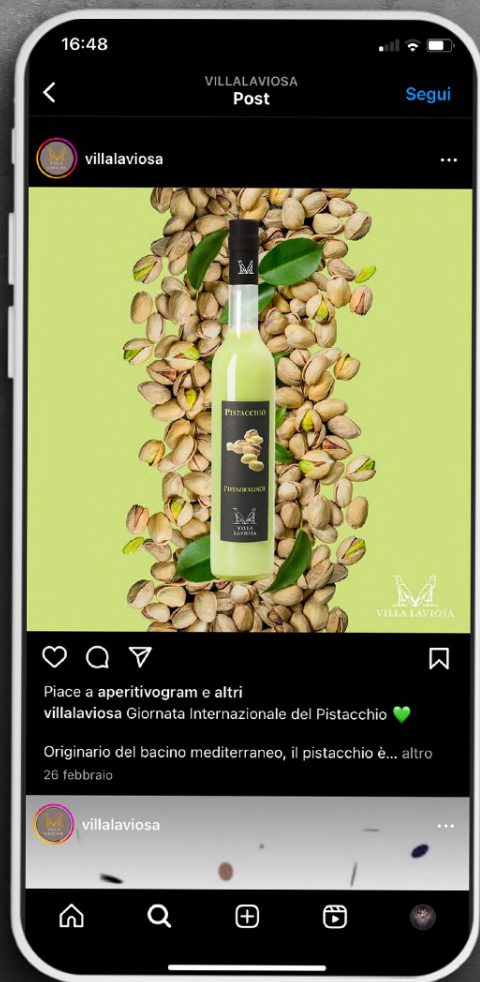 16:48
VILLALAVIOSA
Post
Segui
villalaviosa
PISTACCHIO
PISTAZIENLIKÖR
VILLA
LAVIOSA
VILLA LAVIOSA
Piace a aperitivogram e altri
villalaviosa Giornata Internazionale del Pistacchio 💚
Originario del bacino mediterraneo, il pistacchio è... altro
26 febbraio
villalaviosa